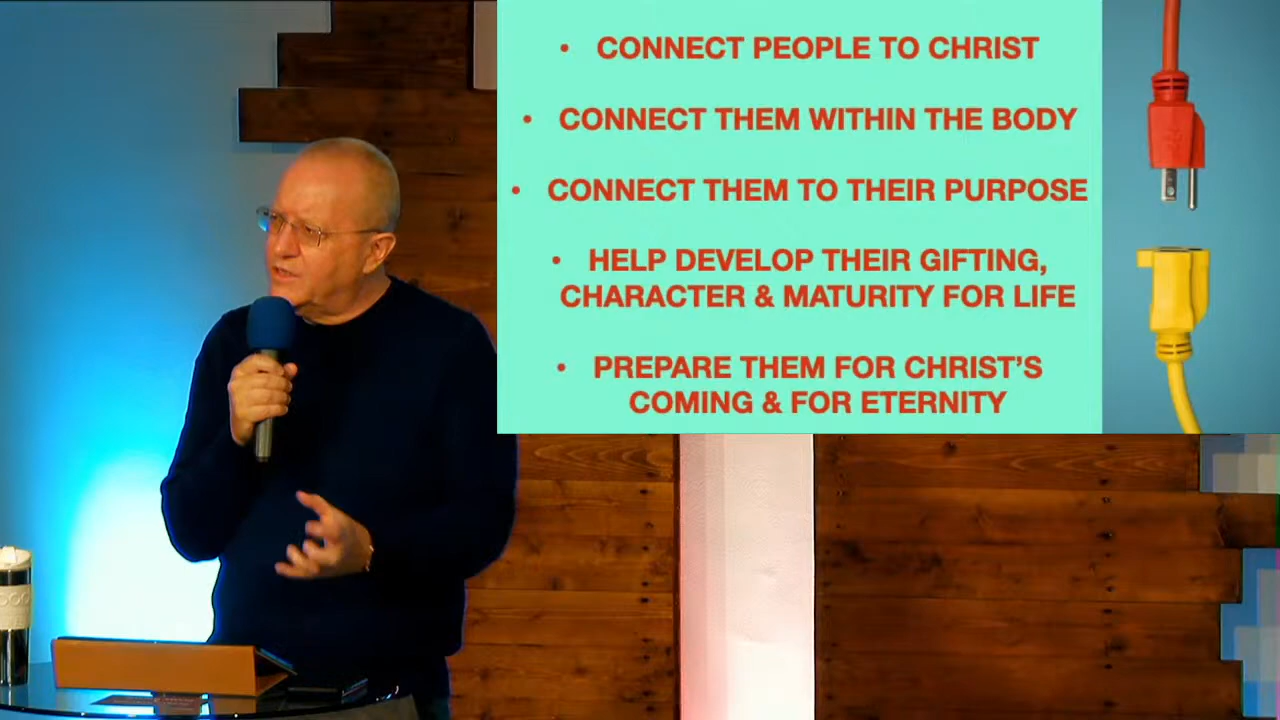 • CONNECT PEOPLE TO CHRIST
• CONNECT THEM WITHIN THE BODY
• CONNECT THEM TO THEIR PURPOSE
• HELP DEVELOP THEIR GIFTING,
CHARACTER & MATURITY FOR LIFE
• PREPARE THEM FOR CHRIST'S
COMING & FOR ETERNITY